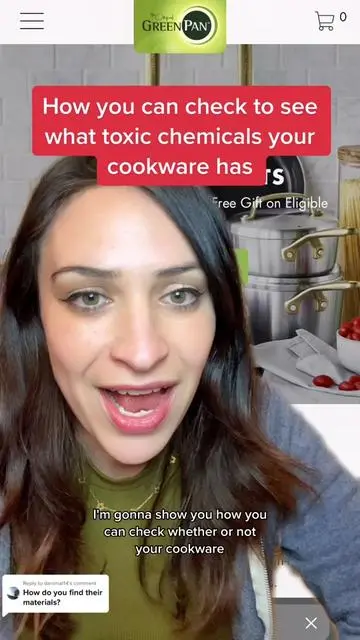 0
The Original
GREENPAN
How you can check to see
what toxic chemicals your
cookware has
TS
Free Gift on Eligible
I'm gonna show you how you
can check whether or not
your cookware
Reply to
comment
How do you find their
materials?